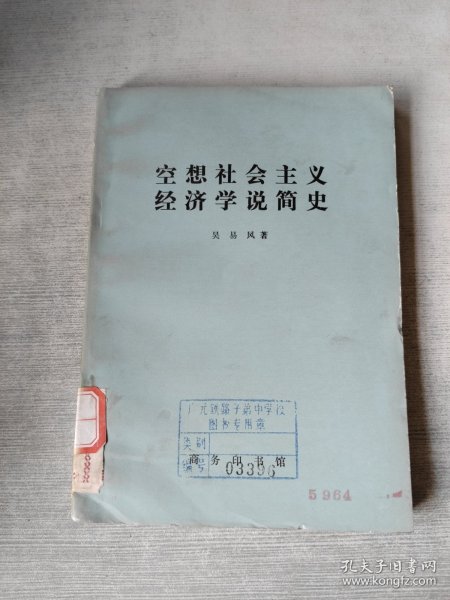 空想社会主义
经济学说简史
吴易风著
广元铁路子弟中学校
图书专用章
类别
编号 03396
商务印书馆
5964
孔夫子旧书网
www.kongfz.com